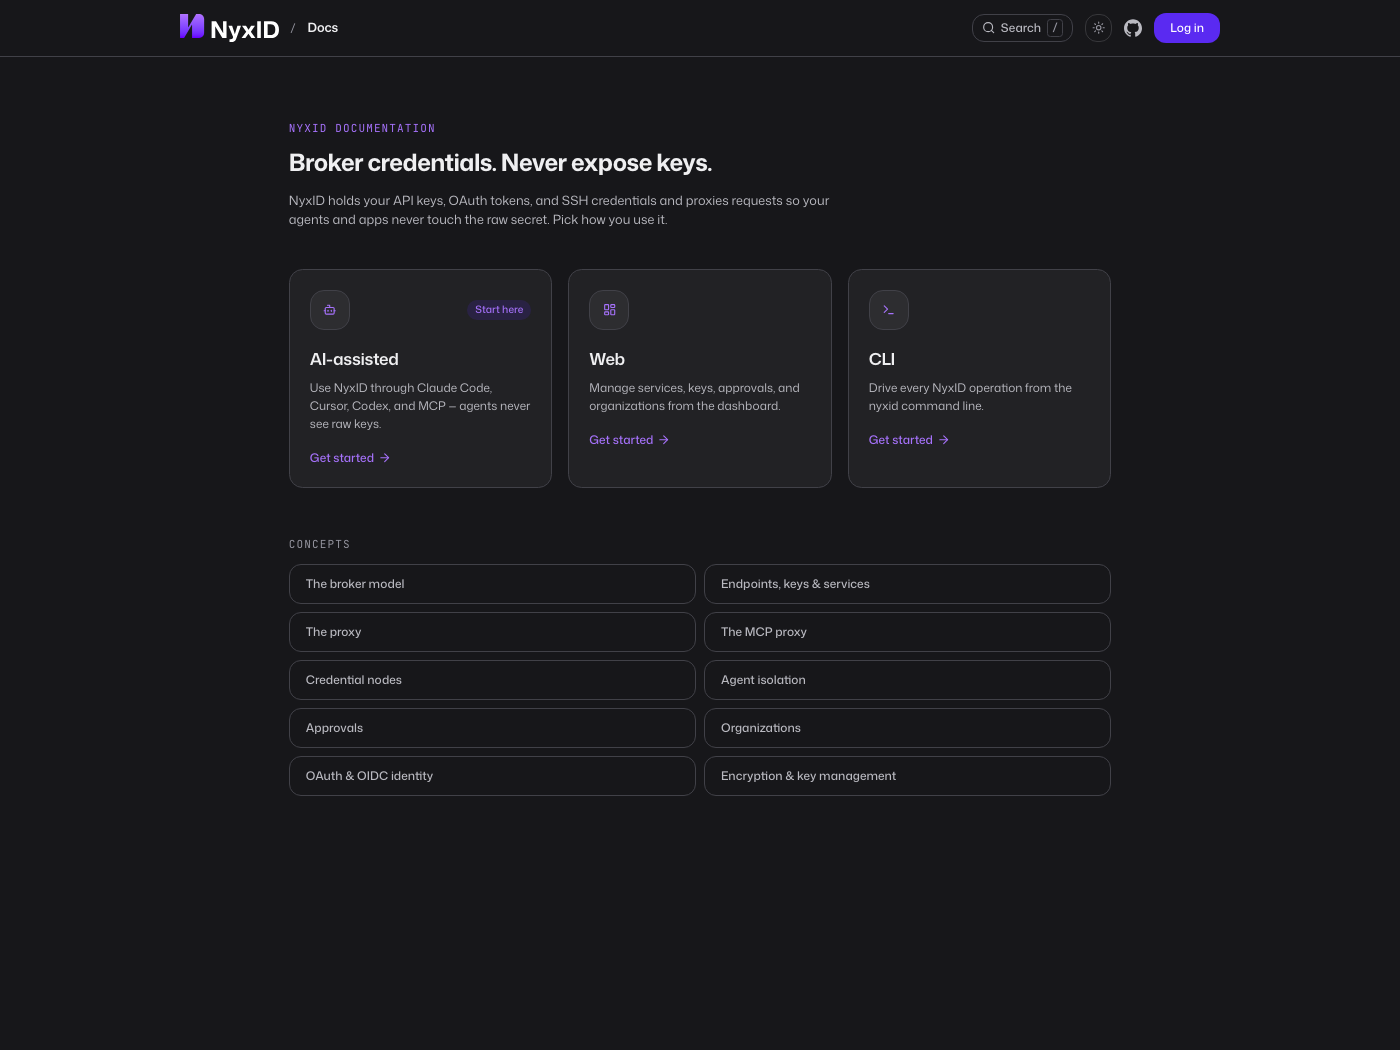 NyxID / Docs
Search /
Log in
NYXID DOCUMENTATION
Broker credentials. Never expose keys.
NyxID holds your API keys, OAuth tokens, and SSH credentials and proxies requests so your
agents and apps never touch the raw secret. Pick how you use it.
Start here
AI-assisted
Use NyxID through Claude Code,
Cursor, Codex, and MCP — agents never
see raw keys.
Get started →
Web
Manage services, keys, approvals, and
organizations from the dashboard.
Get started →
CLI
Drive every NyxID operation from the
nyxid command line.
Get started →
CONCEPTS
The broker model
Endpoints, keys & services
The proxy
The MCP proxy
Credential nodes
Agent isolation
Approvals
Organizations
OAuth & OIDC identity
Encryption & key management